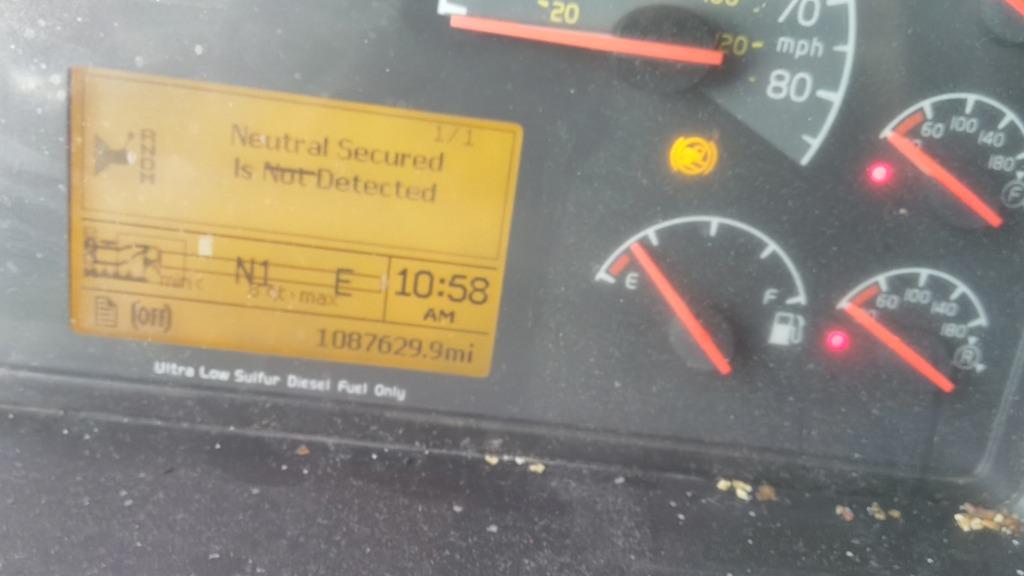 20
70
120
mph
80
1/1
Neutral Secured
Is Not Detected
N1 E
10:58
AM
(OFF)
1087629.9mi
Ultra Low Sulfur Diesel Fuel Only
E
F
60 100 140 180
F
60 100 140 180
R